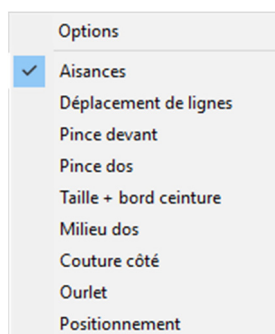 Options
Aisances
Déplacement de lignes
Pince devant
Pince dos
Taille + bord ceinture
Milieu dos
Couture côté
Ourlet
Positionnement